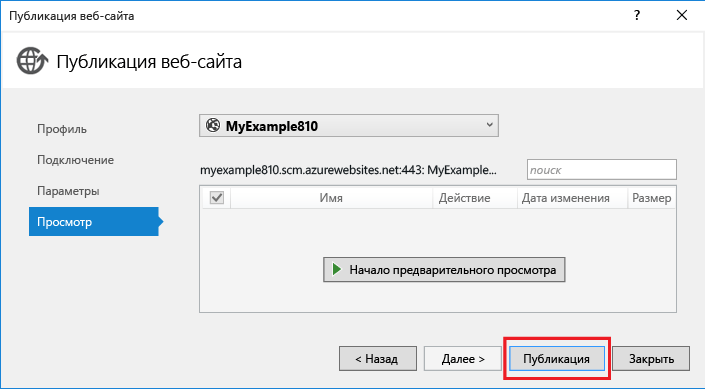 Публикация веб-сайта
?
Публикация веб-сайта
Профиль
Подключение
Параметры
Просмотр
MyExample810
myexample810.scm.azurewebsites.net:443: MyExample...
поиск
Имя Действие Дата изменения Размер
Начало предварительного просмотра
< Назад Далее > Публикация Закрыть